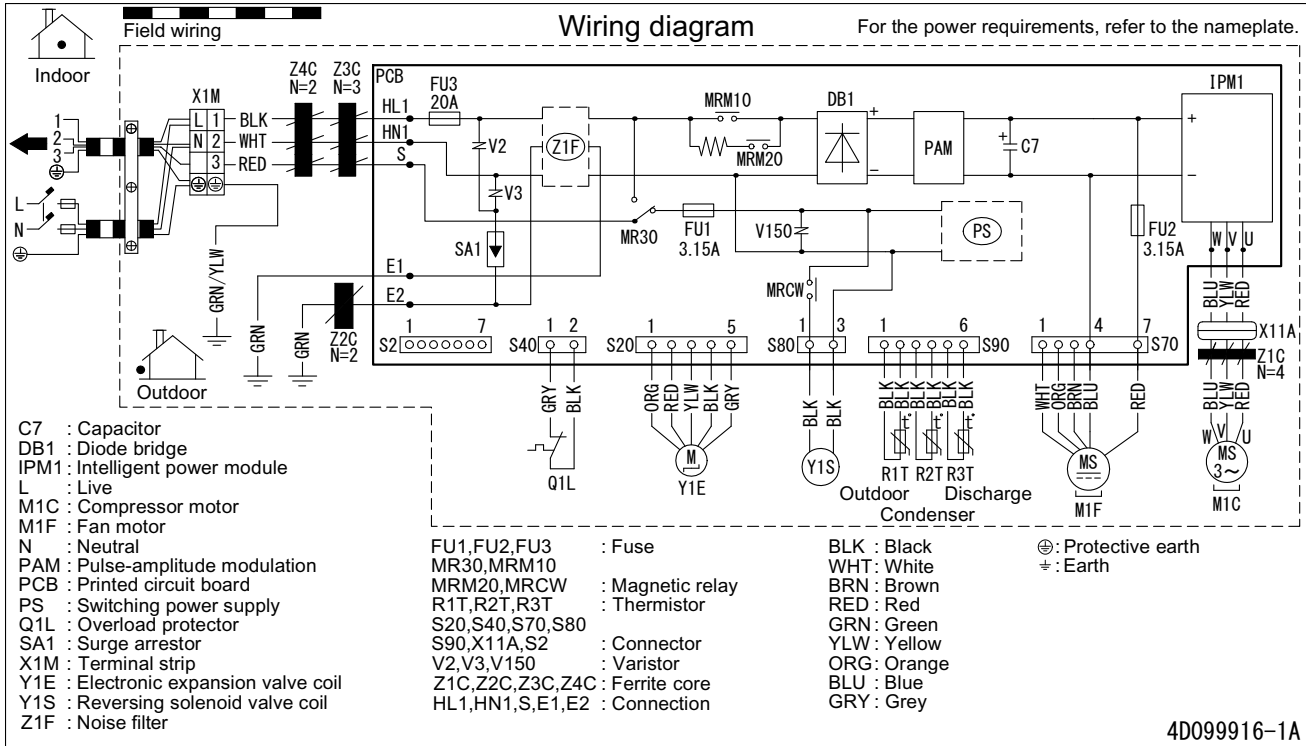 Wiring diagram
For the power requirements, refer to the nameplate.
Field wiring
Indoor
Outdoor
1
2
3
L
N
X1M
L 1
N 2
3
BLK
WHT
RED
GRN/YLW
Z4C
N=2
Z3C
N=3
PCB
HL1
HN1
S
E1
E2
GRN
GRN
Z2C
N=2
FU3
20A
V2
V3
SA1
Z1F
MRM10
MRM20
MR30
FU1
3.15A
V150
DB1
+
-
PAM
+
C7
PS
FU2
3.15A
IPM1
+
-
W V U
BLU
YLW
RED
X11A
Z1C
N=4
BLU
YLW
RED
W V U
MS
3~
M1C
MRCW
S2 1 7
S40 1 2
GRY
BLK
Q1L
S20 1 5
ORG
RED
YLW
BLK
GRY
M
Y1E
S80 1 3
BLK
BLK
Y1S
1 6 S90
BLK
BLK
BLK
BLK
BLK
BLK
t°
t°
t°
R1T R2T R3T
Outdoor Discharge
Condenser
1 4 7 S70
WHT
ORG
BRN
BLU
RED
MS
M1F
C7 : Capacitor
DB1 : Diode bridge
IPM1 : Intelligent power module
L : Live
M1C : Compressor motor
M1F : Fan motor
N : Neutral
PAM : Pulse-amplitude modulation
PCB : Printed circuit board
PS : Switching power supply
Q1L : Overload protector
SA1 : Surge arrestor
X1M : Terminal strip
Y1E : Electronic expansion valve coil
Y1S : Reversing solenoid valve coil
Z1F : Noise filter
FU1,FU2,FU3 : Fuse
MR30,MRM10
MRM20,MRCW : Magnetic relay
R1T,R2T,R3T : Thermistor
S20,S40,S70,S80
S90,X11A,S2 : Connector
V2,V3,V150 : Varistor
Z1C,Z2C,Z3C,Z4C : Ferrite core
HL1,HN1,S,E1,E2 : Connection
BLK : Black
WHT : White
BRN : Brown
RED : Red
GRN : Green
YLW : Yellow
ORG : Orange
BLU : Blue
GRY : Grey
: Protective earth
: Earth
4D099916-1A